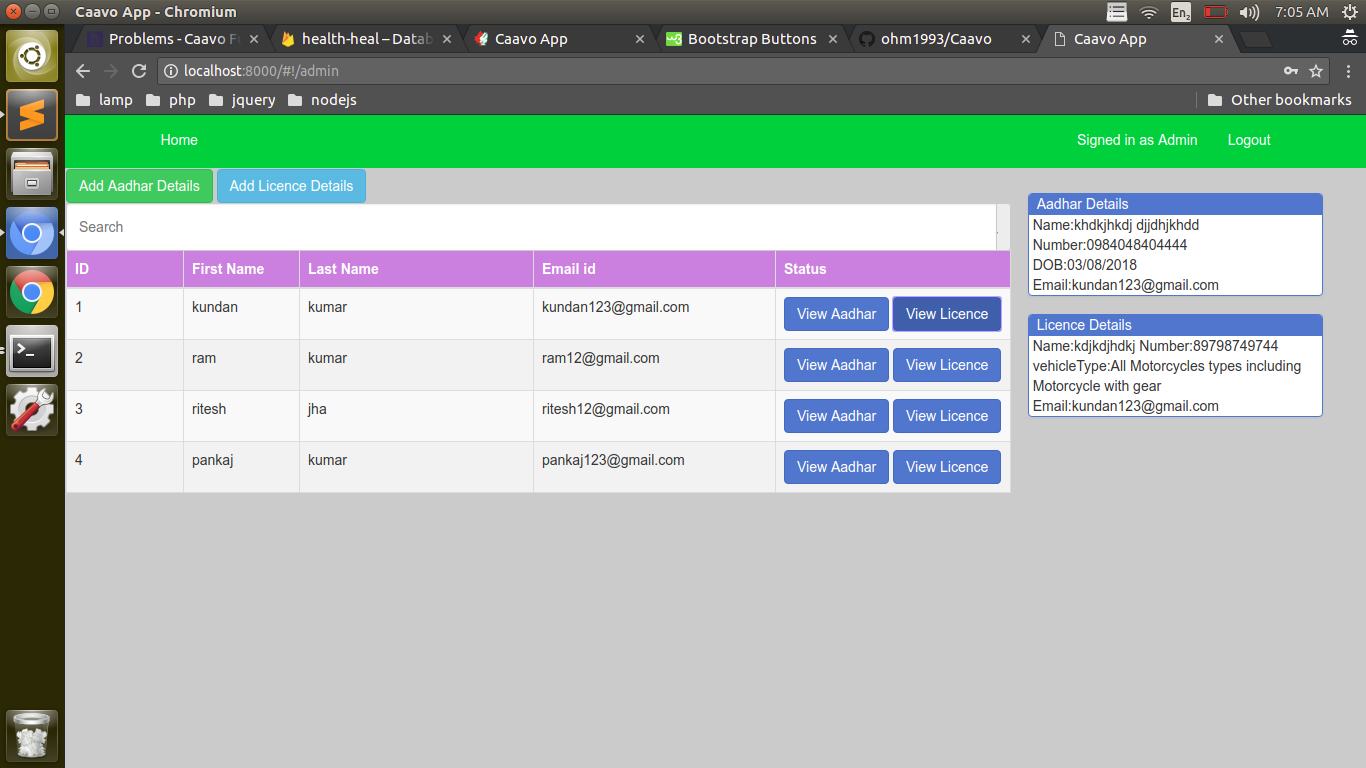 Caavo App - Chromium
En2
7:05 AM
Problems - Caavo
health-heal – Datab
Caavo App
Bootstrap Buttons
ohm1993/Caavo
Caavo App
localhost:8000/#!/admin
lamp php jquery nodejs
Other bookmarks
Home
Signed in as Admin
Logout
Add Aadhar Details
Add Licence Details
Search
ID First Name Last Name Email id Status
1 kundan kumar kundan123@gmail.com View Aadhar View Licence
2 ram kumar ram12@gmail.com View Aadhar View Licence
3 ritesh jha ritesh12@gmail.com View Aadhar View Licence
4 pankaj kumar pankaj123@gmail.com View Aadhar View Licence
Aadhar Details
Name:khdkjhkdj djjdhjkhdd
Number:0984048404444
DOB:03/08/2018
Email:kundan123@gmail.com
Licence Details
Name:kdjkdjhdkj Number:89798749744
vehicleType:All Motorcycles types including
Motorcycle with gear
Email:kundan123@gmail.com